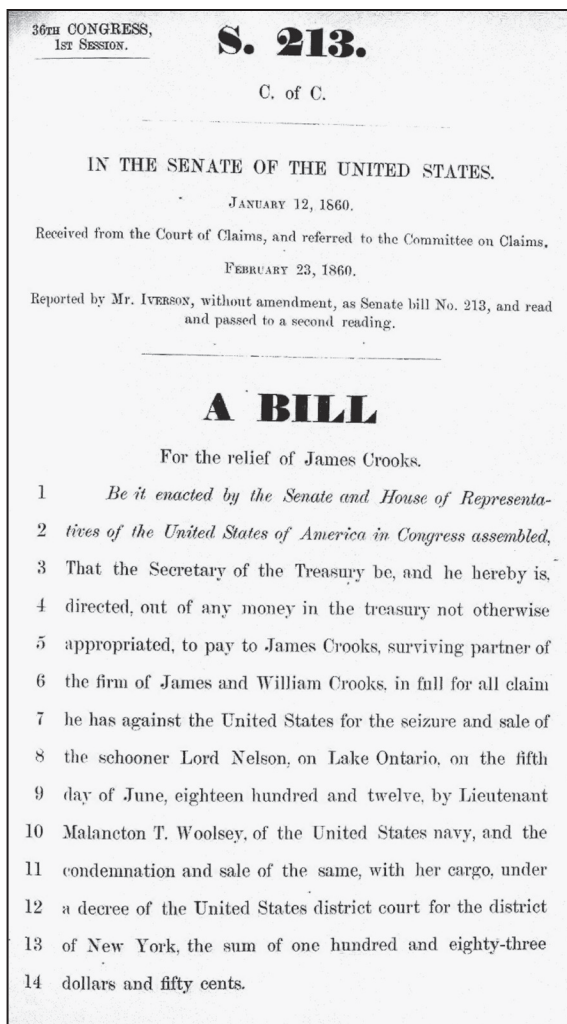 36TH CONGRESS,
1ST SESSION.
S. 213.
C. of C.
IN THE SENATE OF THE UNITED STATES.
JANUARY 12, 1860.
Received from the Court of Claims, and referred to the Committee on Claims.
FEBRUARY 23, 1860.
Reported by Mr. IVERSON, without amendment, as Senate bill No. 213, and read
and passed to a second reading.
A BILL
For the relief of James Crooks.
1 Be it enacted by the Senate and House of Representa-
2 tives of the United States of America in Congress assembled,
3 That the Secretary of the Treasury be, and he hereby is,
4 directed, out of any money in the treasury not otherwise
5 appropriated, to pay to James Crooks, surviving partner of
6 the firm of James and William Crooks, in full for all claim
7 he has against the United States for the seizure and sale of
8 the schooner Lord Nelson, on Lake Ontario, on the fifth
9 day of June, eighteen hundred and twelve, by Lieutenant
10 Malancton T. Woolsey, of the United States navy, and the
11 condemnation and sale of the same, with her cargo, under
12 a decree of the United States district court for the district
13 of New York, the sum of one hundred and eighty-three
14 dollars and fifty cents.